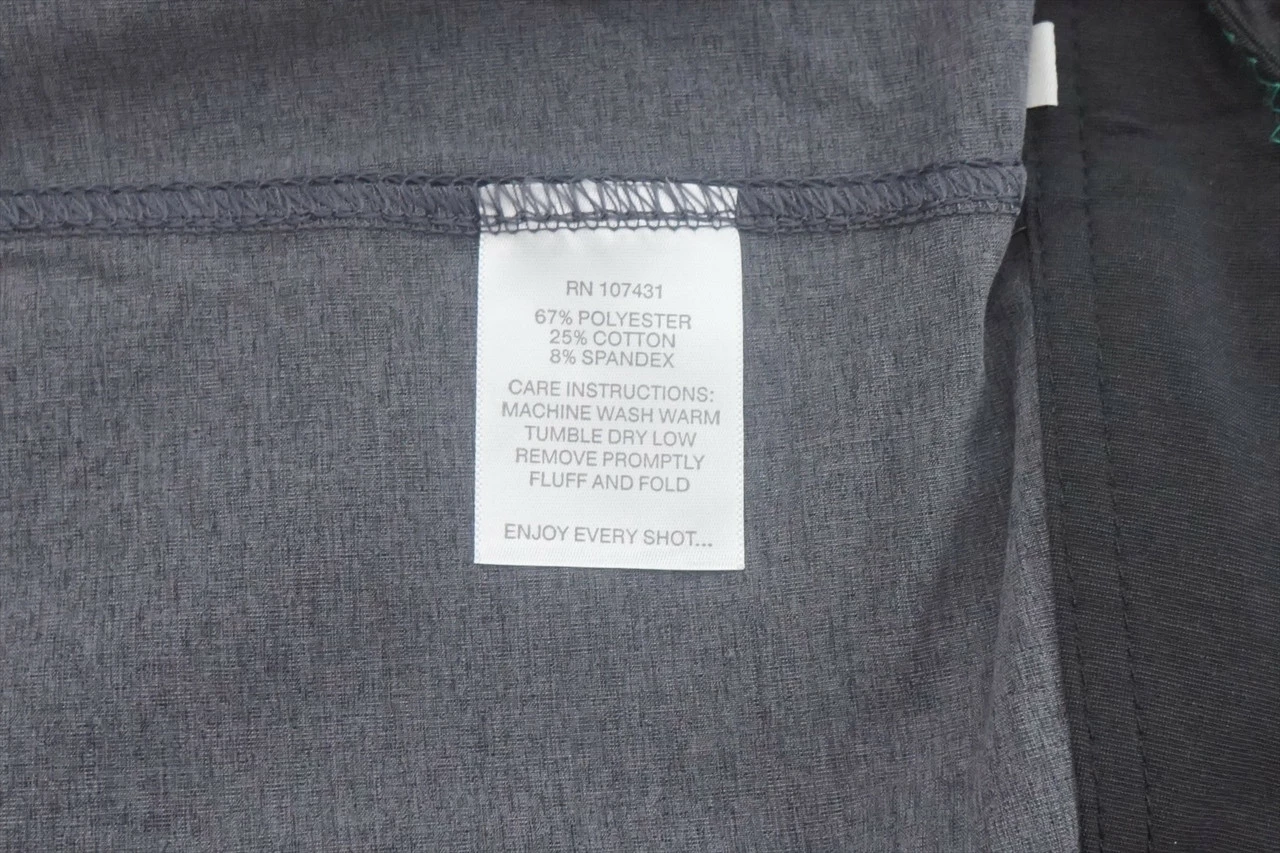 RN 107431
67% POLYESTER
25% COTTON
8% SPANDEX
CARE INSTRUCTIONS:
MACHINE WASH WARM
TUMBLE DRY LOW
REMOVE PROMPTLY
FLUFF AND FOLD
ENJOY EVERY SHOT...